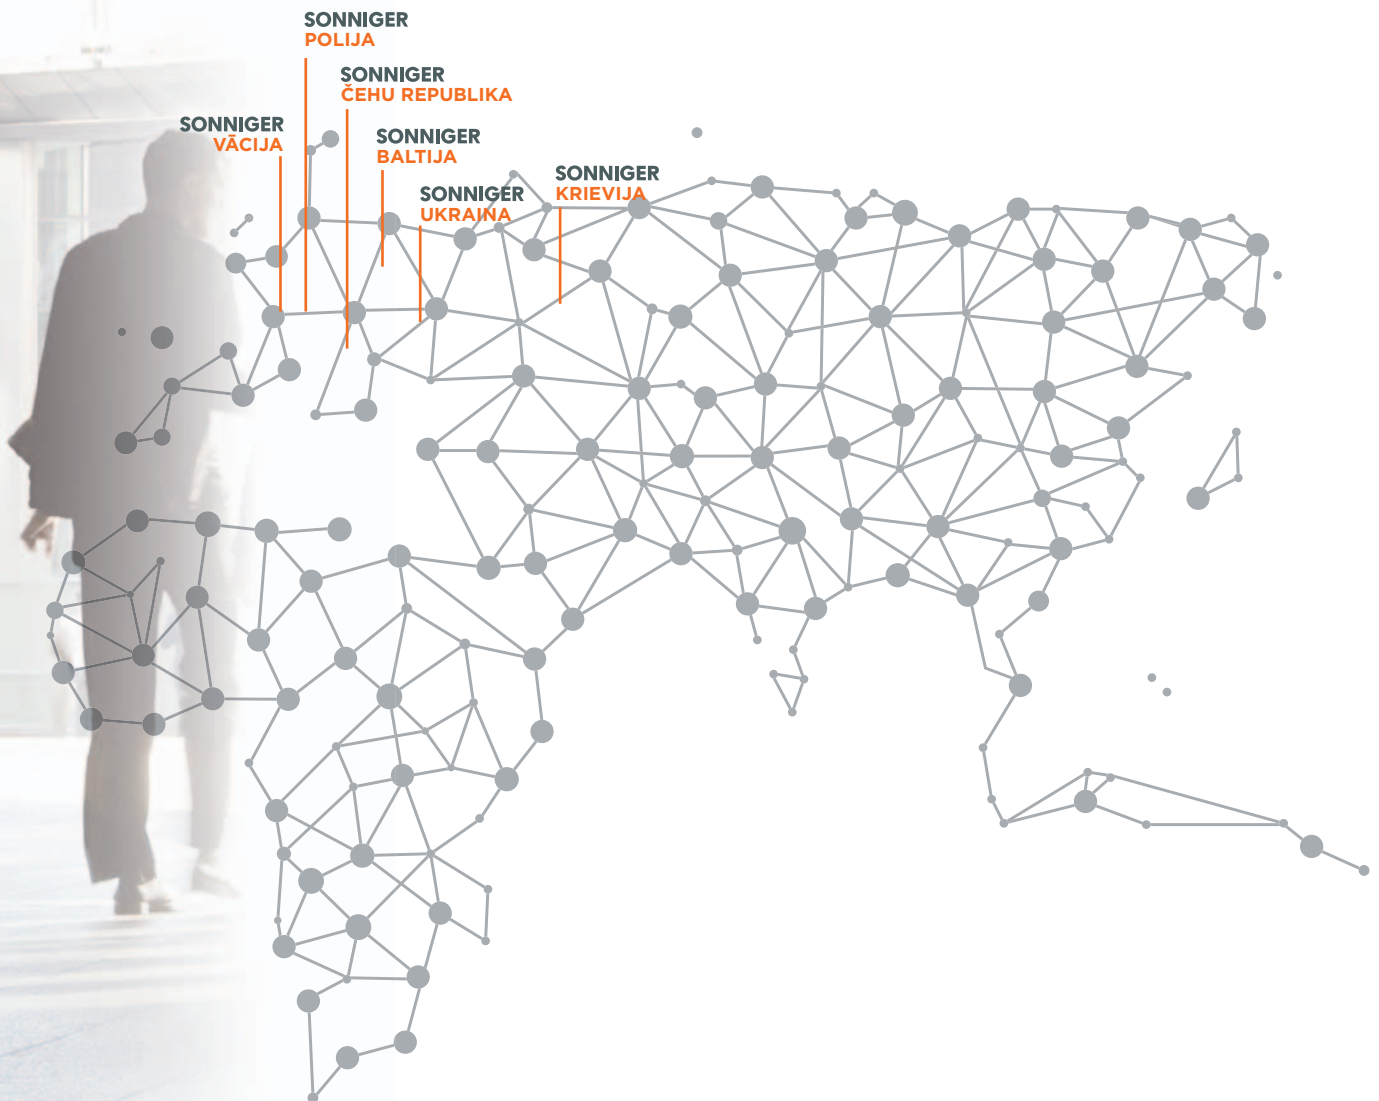 SONNIGER
POLIJA
SONNIGER
ČEHU REPUBLIKA
SONNIGER
VĀCIJA
SONNIGER
BALTIJA
SONNIGER
UKRAINA
SONNIGER
KRIEVIJA